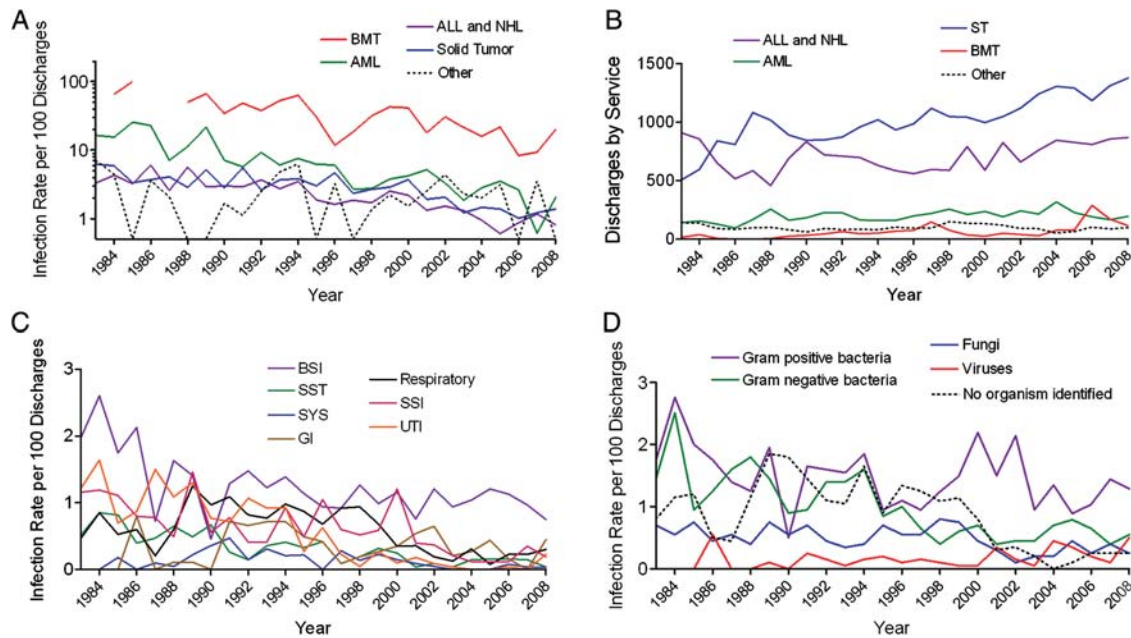 A
BMT
AML
ALL and NHL
Solid Tumor
Other
Infection Rate per 100 Discharges
100
10
1
1984 1986 1988 1990 1992 1994 1996 1998 2000 2002 2004 2006 2008
Year
B
ALL and NHL
AML
ST
BMT
Other
Discharges by Service
1500
1000
500
0
1984 1986 1988 1990 1992 1994 1996 1998 2000 2002 2004 2006 2008
Year
C
BSI
SST
SYS
GI
Respiratory
SSI
UTI
Infection Rate per 100 Discharges
3
2
1
0
1984 1986 1988 1990 1992 1994 1996 1998 2000 2002 2004 2006 2008
Year
D
Gram positive bacteria
Gram negative bacteria
Fungi
Viruses
No organism identified
Infection Rate per 100 Discharges
3
2
1
0
1984 1986 1988 1990 1992 1994 1996 1998 2000 2002 2004 2006 2008
Year